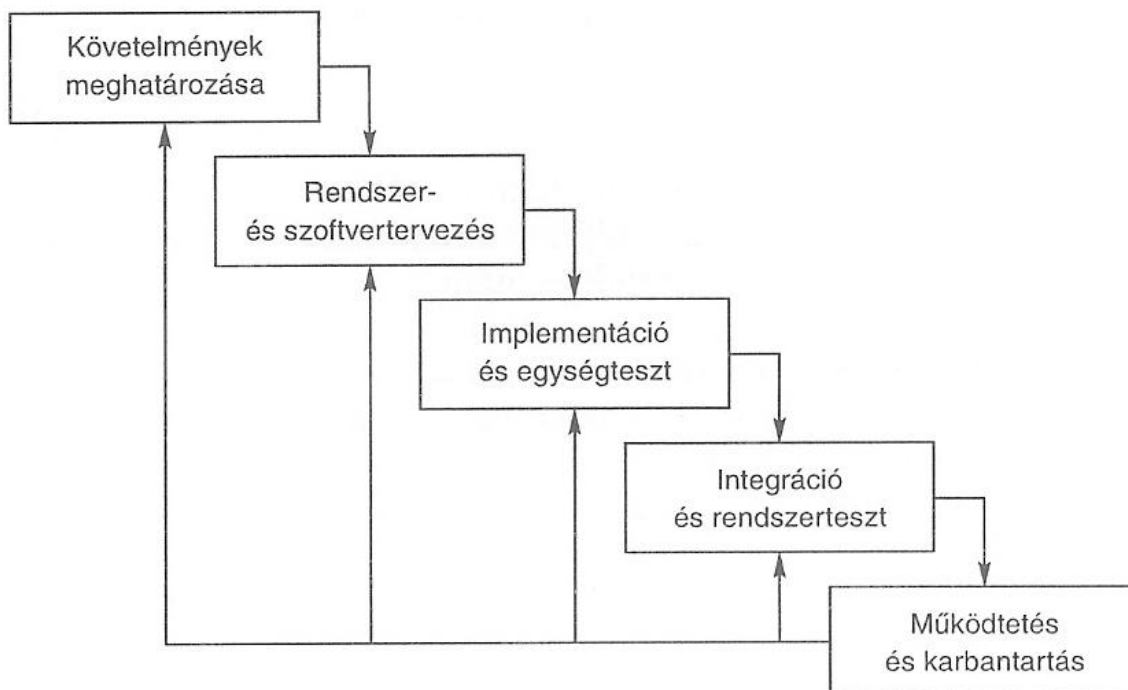 Követelmények
meghatározása
Rendszer-
és szoftvertervezés
Implementáció
és egységteszt
Integráció
és rendszerteszt
Működtetés
és karbantartás